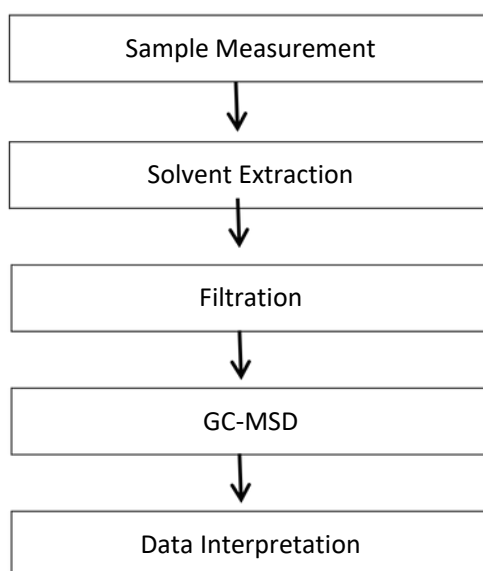 Sample Measurement
Solvent Extraction
Filtration
GC-MSD
Data Interpretation